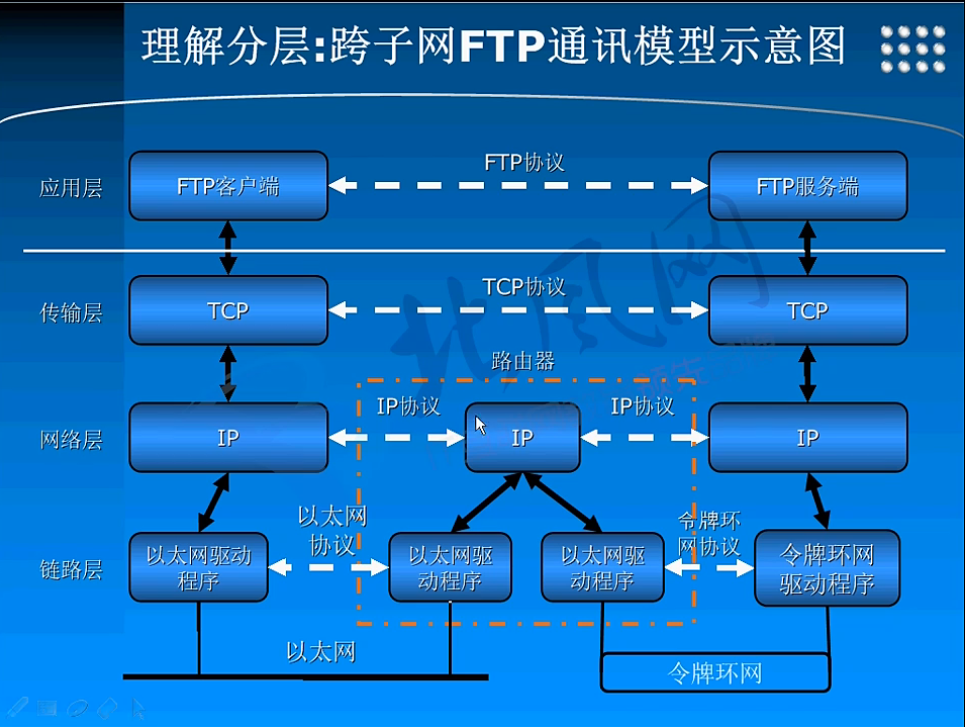 理解分层:跨子网FTP通讯模型示意图
应用层
FTP客户端
FTP协议
FTP服务端
传输层
TCP
TCP协议
TCP
路由器
网络层
IP
IP协议
IP
IP协议
IP
链路层
以太网驱动
程序
以太网
协议
以太网驱
动程序
以太网驱
动程序
令牌环
网协议
令牌环网
驱动程序
以太网
令牌环网
北风网